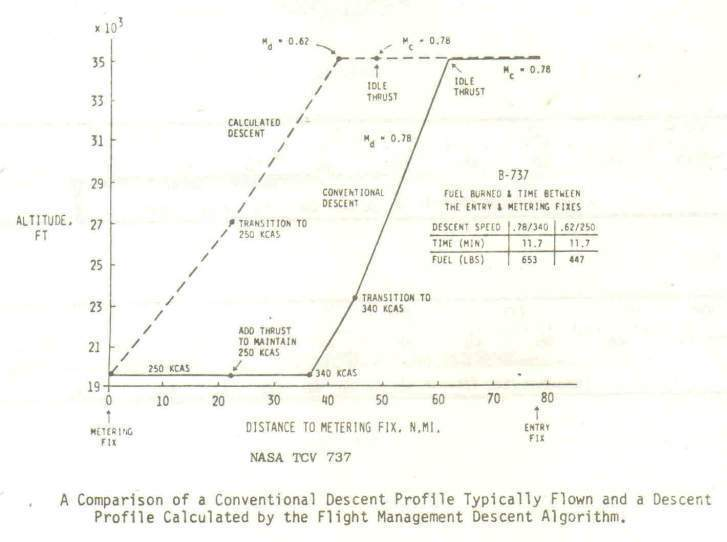 x 10³
M_d = 0.62
M_c = 0.78
35
IDLE
THRUST
IDLE
THRUST
M_c = 0.78
33
CALCULATED
DESCENT
31
M_d = 0.78
29
CONVENTIONAL
DESCENT
B-737
FUEL BURNED & TIME BETWEEN
THE ENTRY & METERING FIXES
ALTITUDE,
FT
27
TRANSITION TO
250 KCAS
DESCENT SPEED .78/340 .62/250
TIME (MIN) 11.7 11.7
FUEL (LBS) 653 447
25
23
TRANSITION TO
340 KCAS
21
ADD THRUST
TO MAINTAIN
250 KCAS
250 KCAS
340 KCAS
19
0 10 20 30 40 50 60 70 80
METERING
FIX
DISTANCE TO METERING FIX, N.MI.
ENTRY
FIX
NASA TCV 737
A Comparison of a Conventional Descent Profile Typically Flown and a Descent
Profile Calculated by the Flight Management Descent Algorithm.